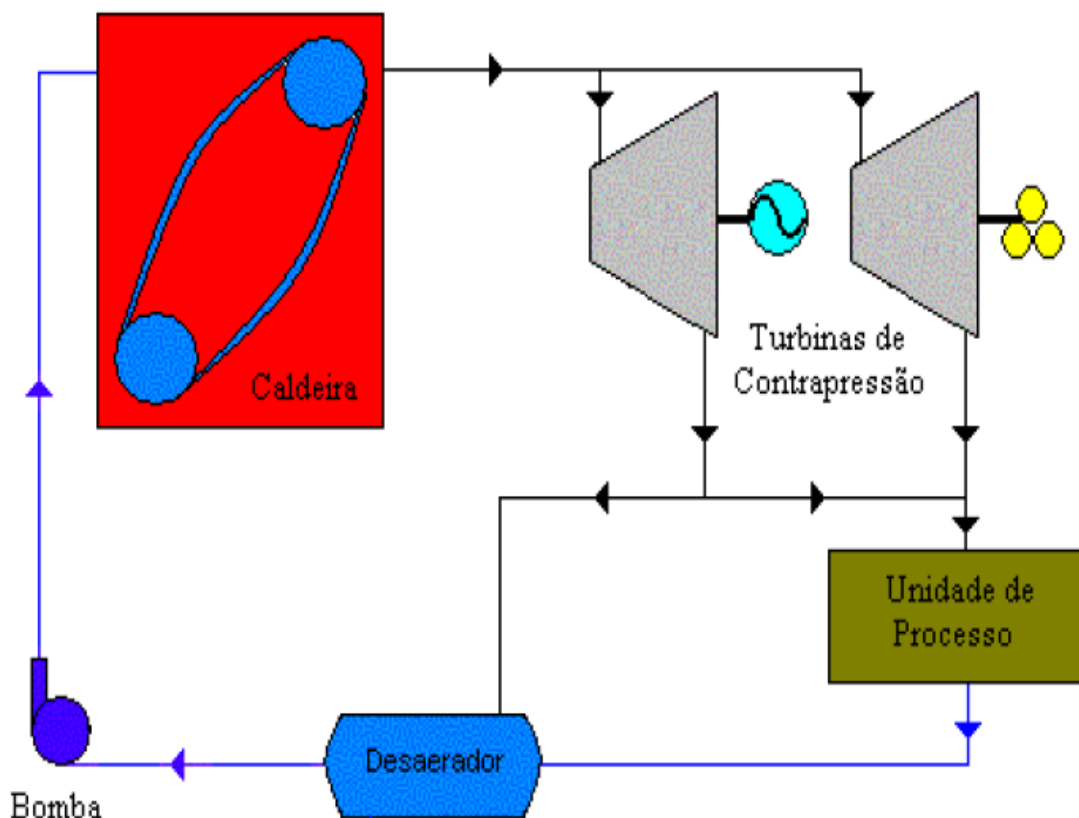 Caldeira
Turbinas de
Contrapressão
Unidade de
Processo
Desaerador
Bomba